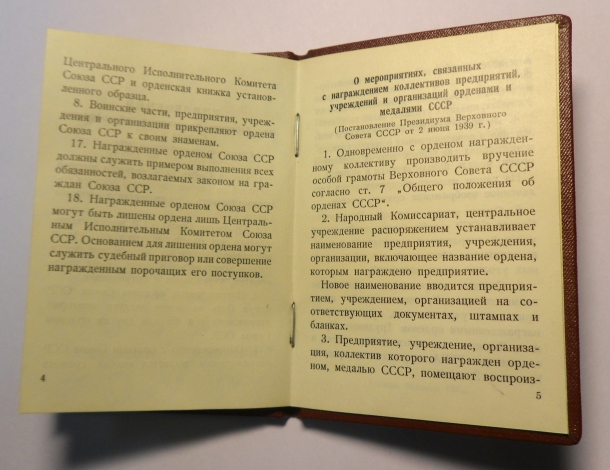 Центрального Исполнительного Комитета
Союза ССР и орденская книжка установ-
ленного образца.
8. Воинские части, предприятия, учреж-
дения и организации прикрепляют ордена
Союза ССР к своим знаменам.
17. Награжденные орденом Союза ССР
должны служить примером выполнения всех
обязанностей, возлагаемых законом на гра-
ждан Союза ССР.
18. Награжденные орденом Союза ССР
могут быть лишены ордена лишь Централь-
ным Исполнительным Комитетом Союза
ССР. Основанием для лишения ордена могут
служить судебный приговор или совершение
награжденным порочащих его поступков.
4
О мероприятиях, связанных
с награждением коллективов предприятий,
учреждений и организаций орденами и
медалями СССР
(Постановление Президиума Верховного
Совета СССР от 2 июня 1939 г.)
1. Одновременно с орденом награжден-
ному коллективу производить вручение
особой грамоты Верховного Совета СССР
согласно ст. 7 „Общего положения об
орденах СССР“.
2. Народный Комиссариат, центральное
учреждение распоряжением устанавливает
наименование предприятия, учреждения,
организации, включающее название ордена,
которым награждено предприятие.
Новое наименование вводится предприя-
тием, учреждением, организацией на со-
ответствующих документах, штампах и
бланках.
3. Предприятие, учреждение, организа-
ция, коллектив которого награжден орде-
ном, медалью СССР, помещают воспроиз-
5